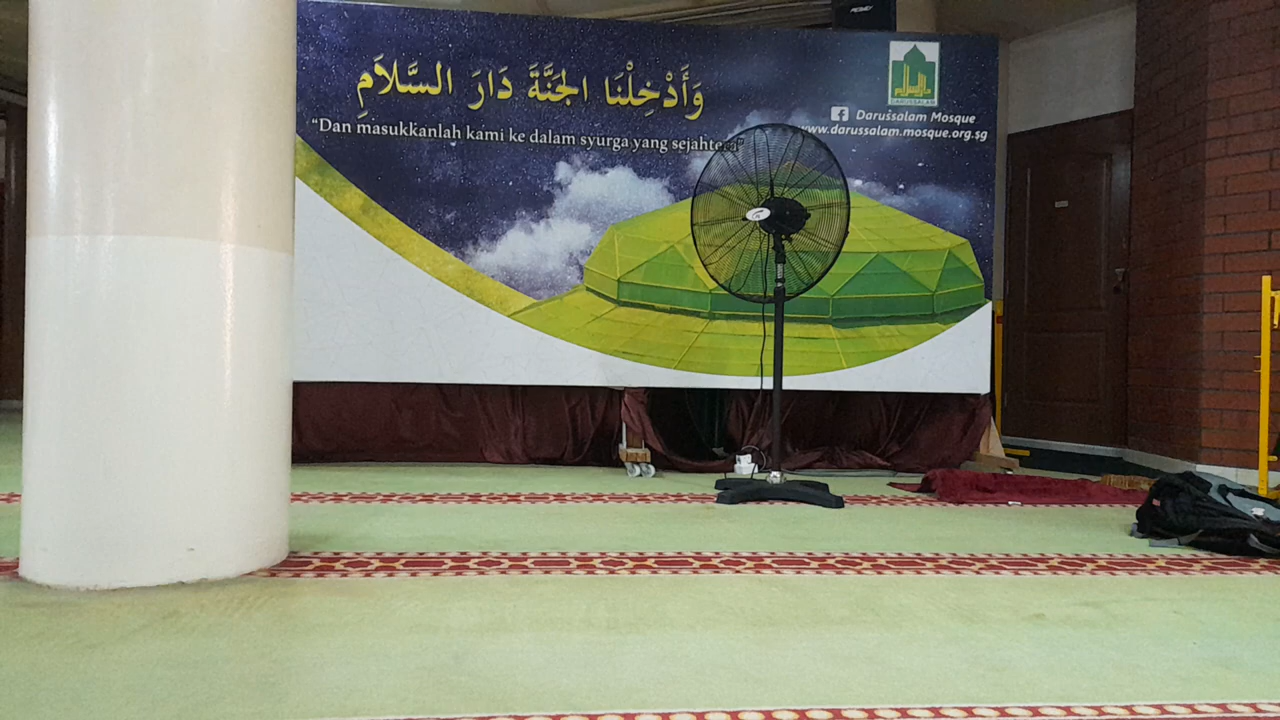 وَأَدْخِلْنَا الْجَنَّةَ دَارَ السَّلَامِ
“Dan masukkanlah kami ke dalam syurga yang sejahtera”
DARUSSALAM
Darussalam Mosque
www.darussalam.mosque.org.sg